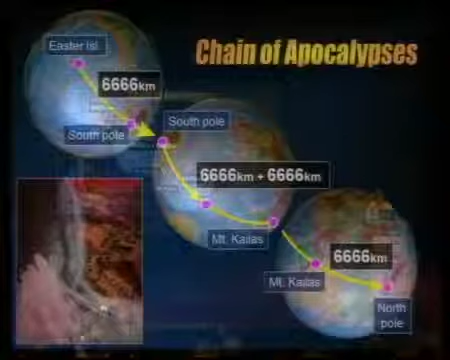 Chain of Apocalypses
Easter Isl.
6666km
South pole
South pole
6666km + 6666km
Mt. Kailas
6666km
Mt. Kailas
North
pole